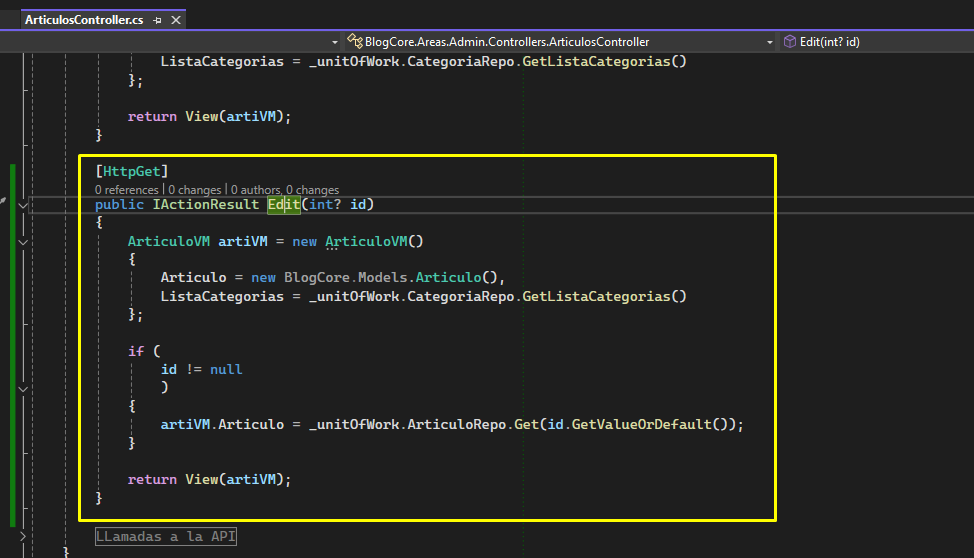 ArticulosController.cs
BlogCore.Areas.Admin.Controllers.ArticulosController Edit(int? id)
ListaCategorias = _unitOfWork.CategoriaRepo.GetListaCategorias()
};
return View(artiVM);
}
[HttpGet]
0 references | 0 changes | 0 authors, 0 changes
public IActionResult Edit(int? id)
{
ArticuloVM artiVM = new ArticuloVM()
{
Articulo = new BlogCore.Models.Articulo(),
ListaCategorias = _unitOfWork.CategoriaRepo.GetListaCategorias()
};
if (
id != null
)
{
artiVM.Articulo = _unitOfWork.ArticuloRepo.Get(id.GetValueOrDefault());
}
return View(artiVM);
}
LLamadas a la API
}